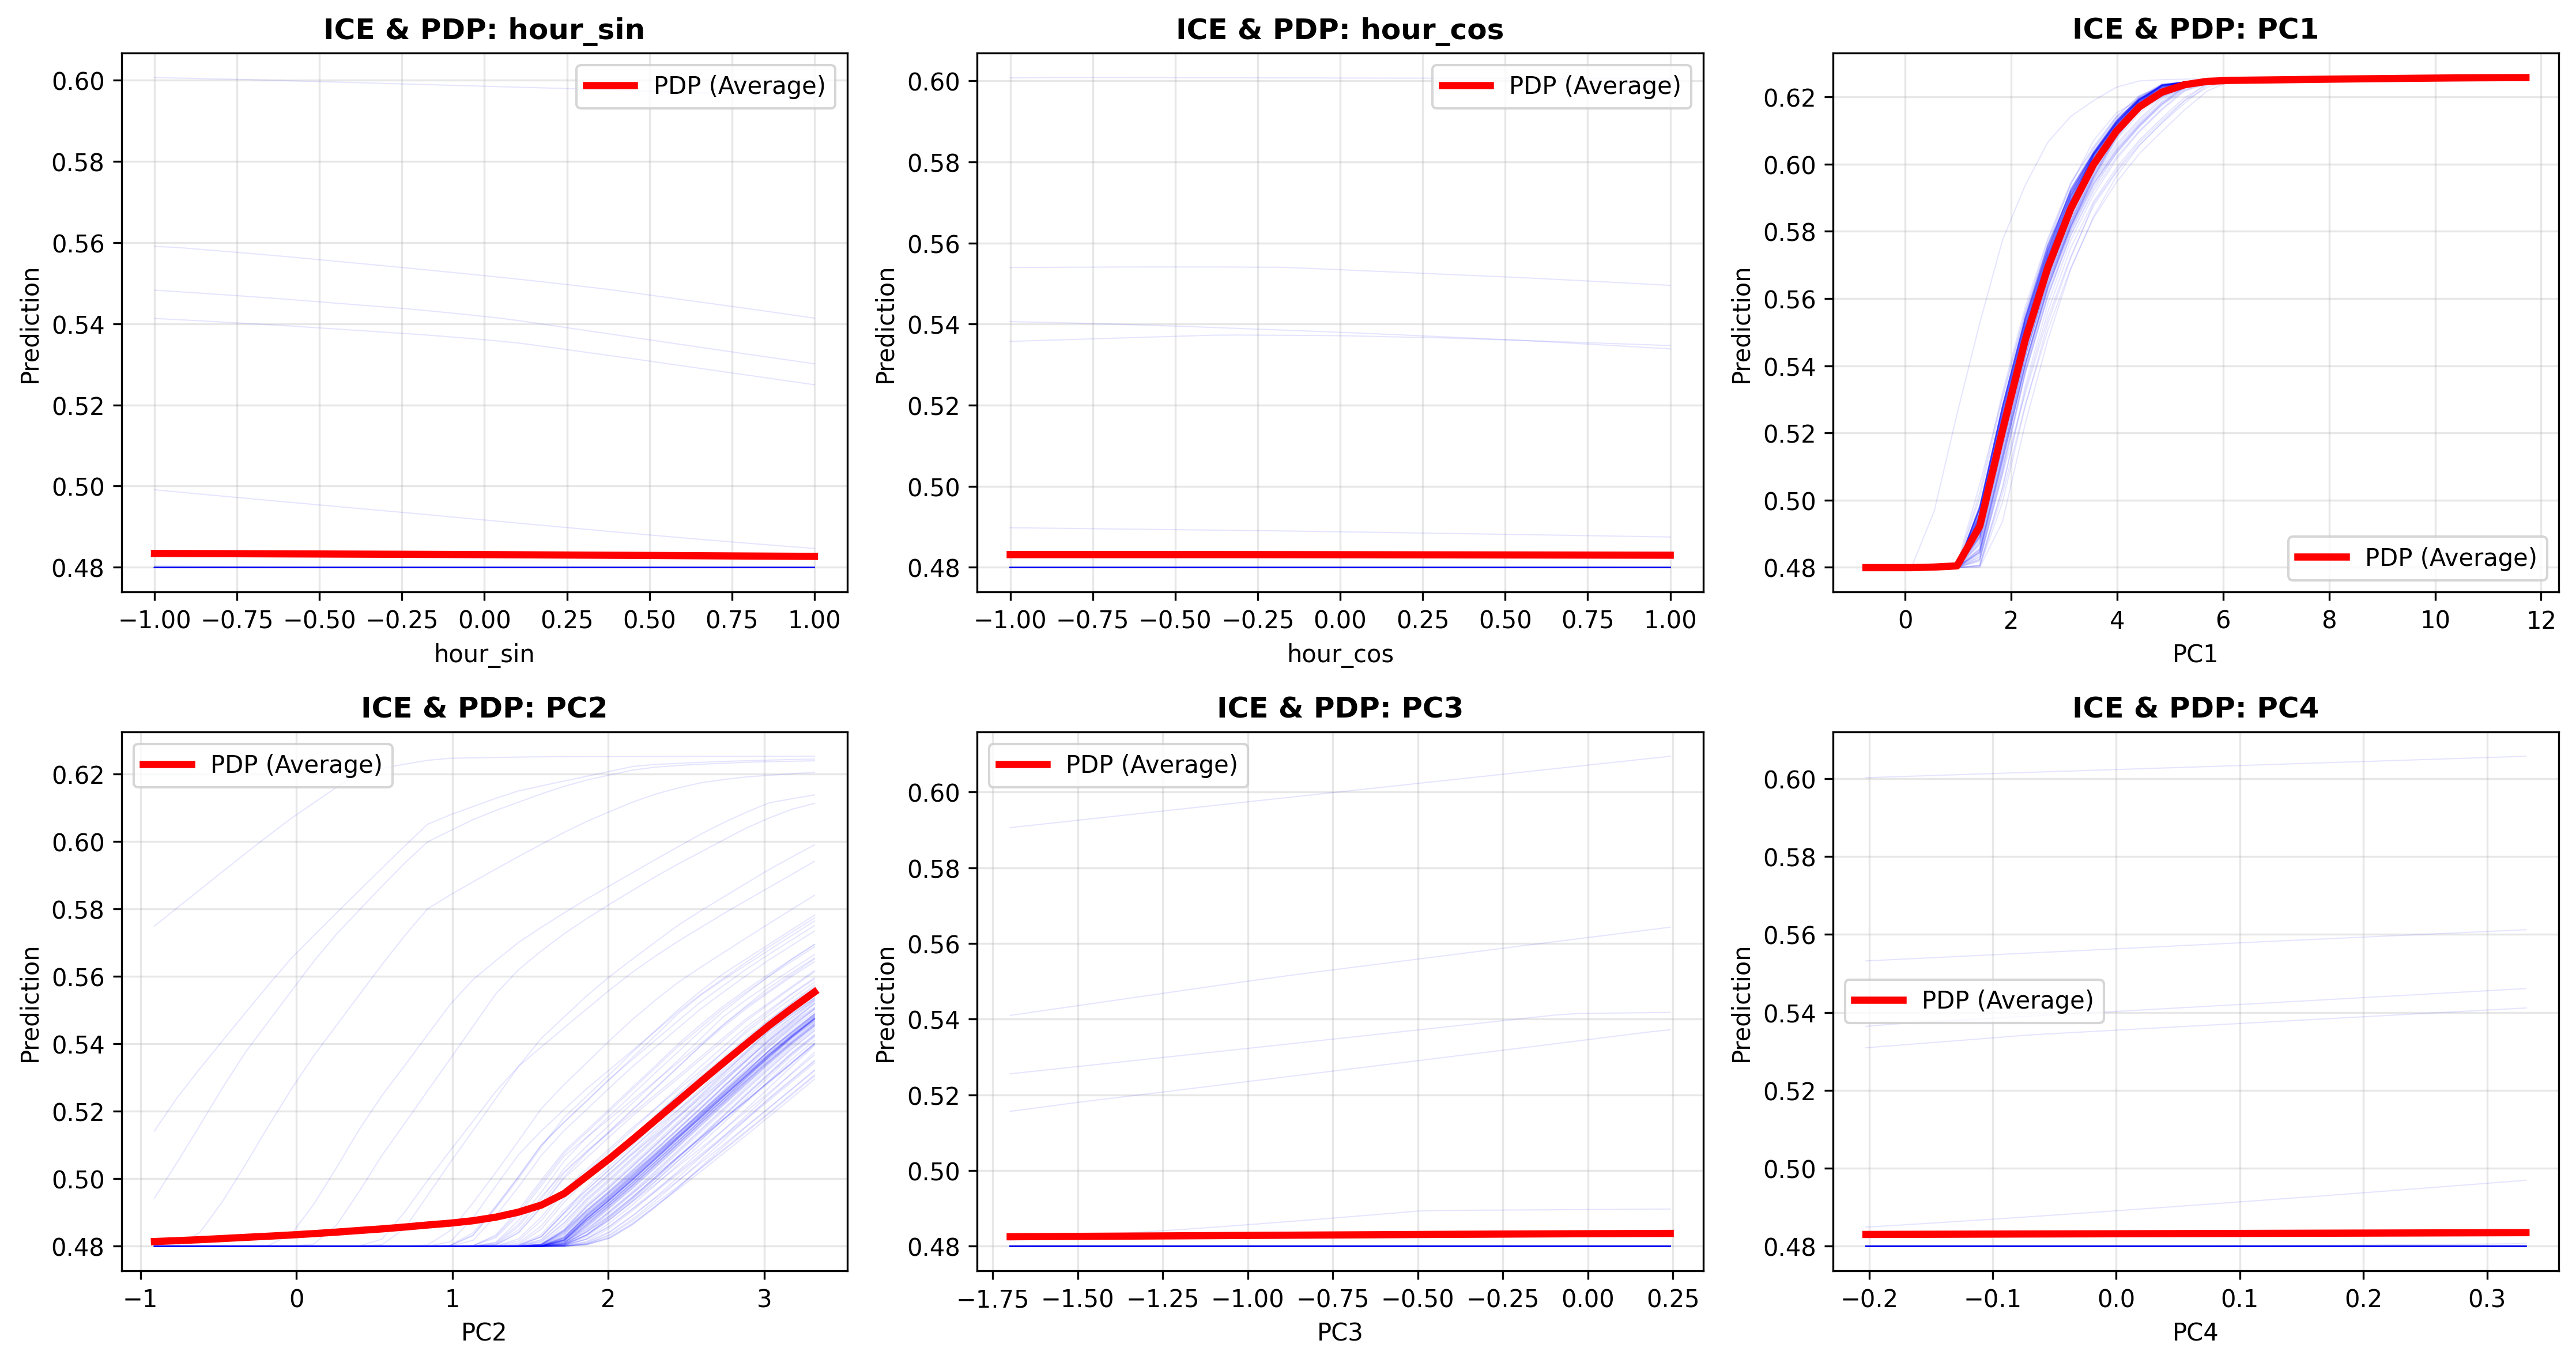 ICE & PDP: hour_sin
PDP (Average)
Prediction
0.60
0.58
0.56
0.54
0.52
0.50
0.48
−1.00 −0.75 −0.50 −0.25 0.00 0.25 0.50 0.75 1.00
hour_sin
ICE & PDP: hour_cos
PDP (Average)
Prediction
0.60
0.58
0.56
0.54
0.52
0.50
0.48
−1.00 −0.75 −0.50 −0.25 0.00 0.25 0.50 0.75 1.00
hour_cos
ICE & PDP: PC1
Prediction
0.62
0.60
0.58
0.56
0.54
0.52
0.50
0.48
PDP (Average)
0 2 4 6 8 10 12
PC1
ICE & PDP: PC2
PDP (Average)
Prediction
0.62
0.60
0.58
0.56
0.54
0.52
0.50
0.48
−1 0 1 2 3
PC2
ICE & PDP: PC3
PDP (Average)
Prediction
0.60
0.58
0.56
0.54
0.52
0.50
0.48
−1.75 −1.50 −1.25 −1.00 −0.75 −0.50 −0.25 0.00 0.25
PC3
ICE & PDP: PC4
Prediction
0.60
0.58
0.56
0.54
0.52
0.50
0.48
PDP (Average)
−0.2 −0.1 0.0 0.1 0.2 0.3
PC4